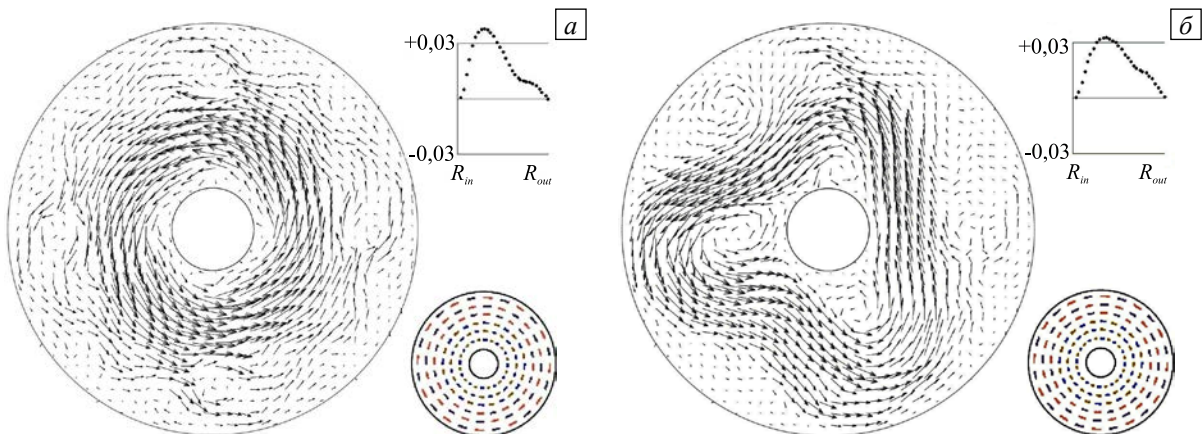 а
+0,03
-0,03
R_in R_out
б
+0,03
-0,03
R_in R_out